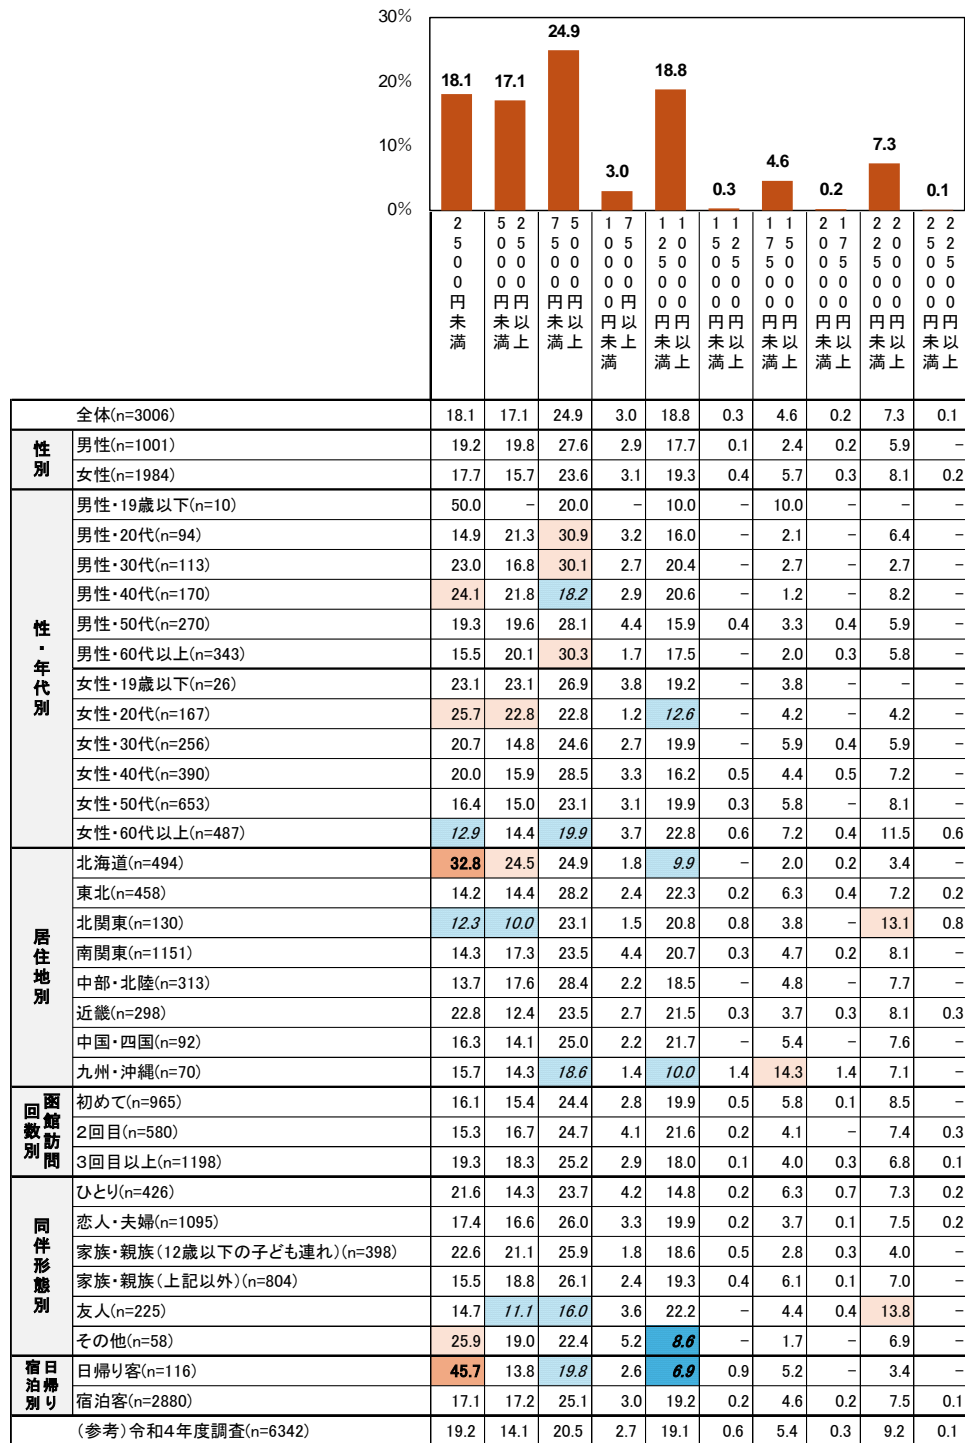 30%
20%
10%
0%
18.1 17.1 24.9 3.0 18.8 0.3 4.6 0.2 7.3 0.1
2500円未満
2500円以上5000円未満
5000円以上7500円未満
7500円以上10000円未満
10000円以上12500円未満
12500円以上15000円未満
15000円以上17500円未満
17500円以上20000円未満
20000円以上22500円未満
22500円以上25000円未満
全体(n=3006) 18.1 17.1 24.9 3.0 18.8 0.3 4.6 0.2 7.3 0.1
性別
男性(n=1001) 19.2 19.8 27.6 2.9 17.7 0.1 2.4 0.2 5.9 −
女性(n=1984) 17.7 15.7 23.6 3.1 19.3 0.4 5.7 0.3 8.1 0.2
性・年代別
男性・19歳以下(n=10) 50.0 − 20.0 − 10.0 − 10.0 − − −
男性・20代(n=94) 14.9 21.3 30.9 3.2 16.0 − 2.1 − 6.4 −
男性・30代(n=113) 23.0 16.8 30.1 2.7 20.4 − 2.7 − 2.7 −
男性・40代(n=170) 24.1 21.8 18.2 2.9 20.6 − 1.2 − 8.2 −
男性・50代(n=270) 19.3 19.6 28.1 4.4 15.9 0.4 3.3 0.4 5.9 −
男性・60代以上(n=343) 15.5 20.1 30.3 1.7 17.5 − 2.0 0.3 5.8 −
女性・19歳以下(n=26) 23.1 23.1 26.9 3.8 19.2 − 3.8 − − −
女性・20代(n=167) 25.7 22.8 22.8 1.2 12.6 − 4.2 − 4.2 −
女性・30代(n=256) 20.7 14.8 24.6 2.7 19.9 − 5.9 0.4 5.9 −
女性・40代(n=390) 20.0 15.9 28.5 3.3 16.2 0.5 4.4 0.5 7.2 −
女性・50代(n=653) 16.4 15.0 23.1 3.1 19.9 0.3 5.8 − 8.1 −
女性・60代以上(n=487) 12.9 14.4 19.9 3.7 22.8 0.6 7.2 0.4 11.5 0.6
居住地別
北海道(n=494) 32.8 24.5 24.9 1.8 9.9 − 2.0 0.2 3.4 −
東北(n=458) 14.2 14.4 28.2 2.4 22.3 0.2 6.3 0.4 7.2 0.2
北関東(n=130) 12.3 10.0 23.1 1.5 20.8 0.8 3.8 − 13.1 0.8
南関東(n=1151) 14.3 17.3 23.5 4.4 20.7 0.3 4.7 0.2 8.1 −
中部・北陸(n=313) 13.7 17.6 28.4 2.2 18.5 − 4.8 − 7.7 −
近畿(n=298) 22.8 12.4 23.5 2.7 21.5 0.3 3.7 0.3 8.1 0.3
中国・四国(n=92) 16.3 14.1 25.0 2.2 21.7 − 5.4 − 7.6 −
九州・沖縄(n=70) 15.7 14.3 18.6 1.4 10.0 1.4 14.3 1.4 7.1 −
函館訪問回数別
初めて(n=965) 16.1 15.4 24.4 2.8 19.9 0.5 5.8 0.1 8.5 −
2回目(n=580) 15.3 16.7 24.7 4.1 21.6 0.2 4.1 − 7.4 0.3
3回目以上(n=1198) 19.3 18.3 25.2 2.9 18.0 0.1 4.0 0.3 6.8 0.1
同伴形態別
ひとり(n=426) 21.6 14.3 23.7 4.2 14.8 0.2 6.3 0.7 7.3 0.2
恋人・夫婦(n=1095) 17.4 16.6 26.0 3.3 19.9 0.2 3.7 0.1 7.5 0.2
家族・親族(12歳以下の子ども連れ)(n=398) 22.6 21.1 25.9 1.8 18.6 0.5 2.8 0.3 4.0 −
家族・親族(上記以外)(n=804) 15.5 18.8 26.1 2.4 19.3 0.4 6.1 0.1 7.0 −
友人(n=225) 14.7 11.1 16.0 3.6 22.2 − 4.4 0.4 13.8 −
その他(n=58) 25.9 19.0 22.4 5.2 8.6 − 1.7 − 6.9 −
日帰り宿泊別
日帰り客(n=116) 45.7 13.8 19.8 2.6 6.9 0.9 5.2 − 3.4 −
宿泊客(n=2880) 17.1 17.2 25.1 3.0 19.2 0.2 4.6 0.2 7.5 0.1
(参考)令和4年度調査(n=6342) 19.2 14.1 20.5 2.7 19.1 0.6 5.4 0.3 9.2 0.1